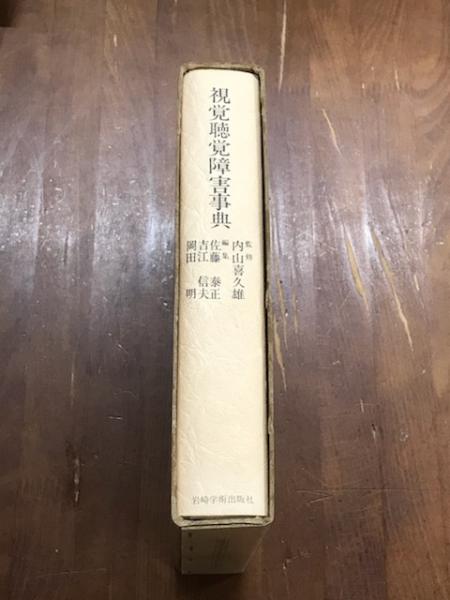 視覚聴覚障害事典
監修
内山喜久雄
編集
佐藤泰正
吉江信夫
岡田明
岩崎学術出版社